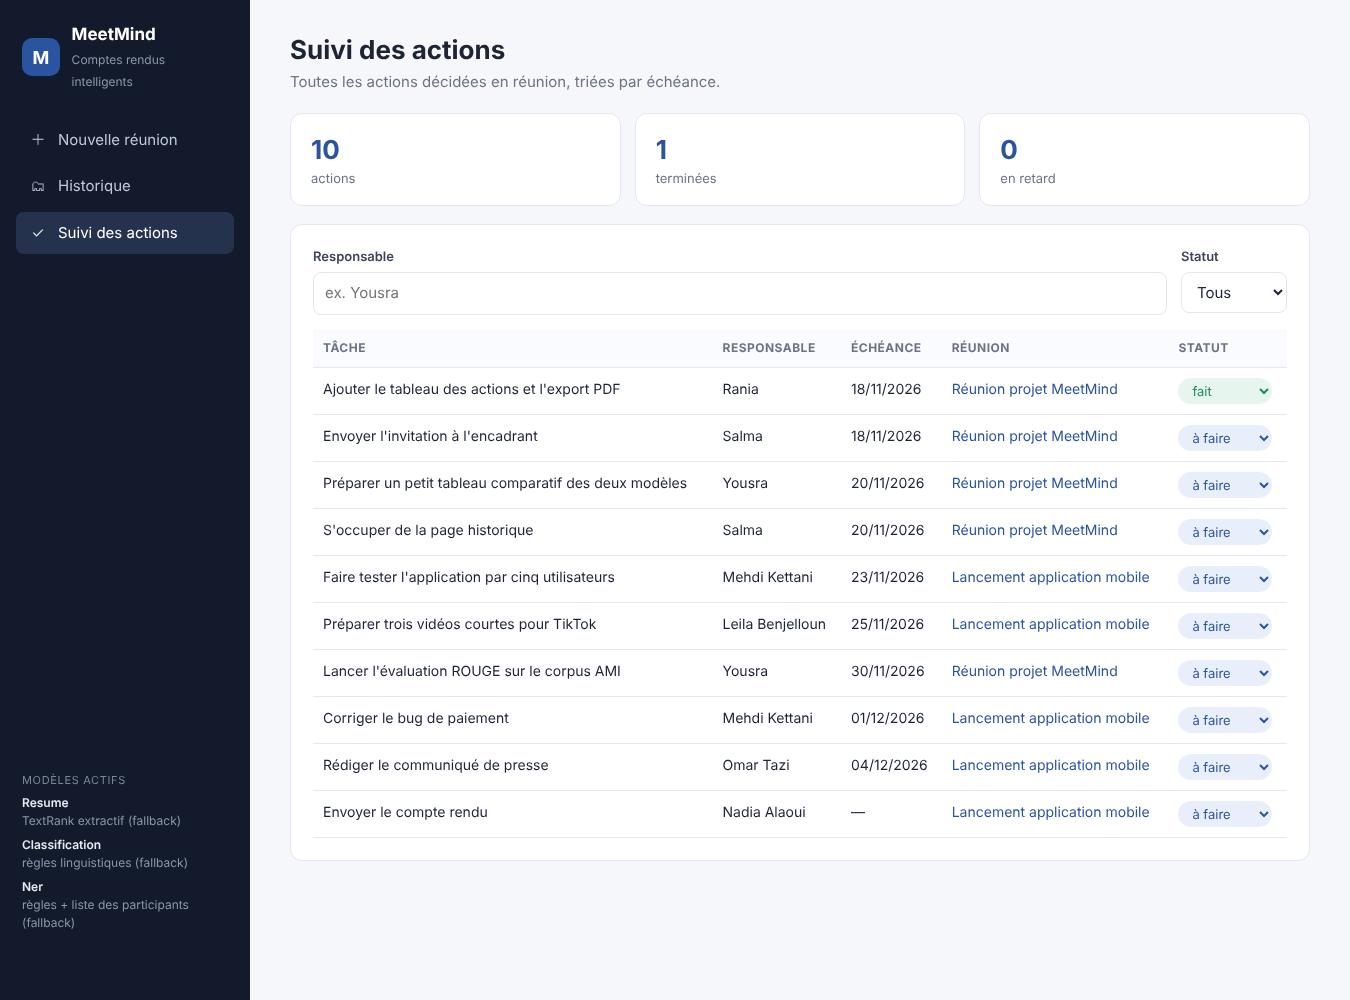 M
MeetMind
Comptes rendus
intelligents
Nouvelle réunion
Historique
Suivi des actions
MODÈLES ACTIFS
Resume
TextRank extractif (fallback)
Classification
règles linguistiques (fallback)
Ner
règles + liste des participants
(fallback)
Suivi des actions
Toutes les actions décidées en réunion, triées par échéance.
10
actions
1
terminées
0
en retard
Responsable
ex. Yousra
Statut
Tous
TÂCHE RESPONSABLE ÉCHÉANCE RÉUNION STATUT
Ajouter le tableau des actions et l'export PDF Rania 18/11/2026 Réunion projet MeetMind fait
Envoyer l'invitation à l'encadrant Salma 18/11/2026 Réunion projet MeetMind à faire
Préparer un petit tableau comparatif des deux modèles Yousra 20/11/2026 Réunion projet MeetMind à faire
S'occuper de la page historique Salma 20/11/2026 Réunion projet MeetMind à faire
Faire tester l'application par cinq utilisateurs Mehdi Kettani 23/11/2026 Lancement application mobile à faire
Préparer trois vidéos courtes pour TikTok Leila Benjelloun 25/11/2026 Lancement application mobile à faire
Lancer l'évaluation ROUGE sur le corpus AMI Yousra 30/11/2026 Réunion projet MeetMind à faire
Corriger le bug de paiement Mehdi Kettani 01/12/2026 Lancement application mobile à faire
Rédiger le communiqué de presse Omar Tazi 04/12/2026 Lancement application mobile à faire
Envoyer le compte rendu Nadia Alaoui — Lancement application mobile à faire